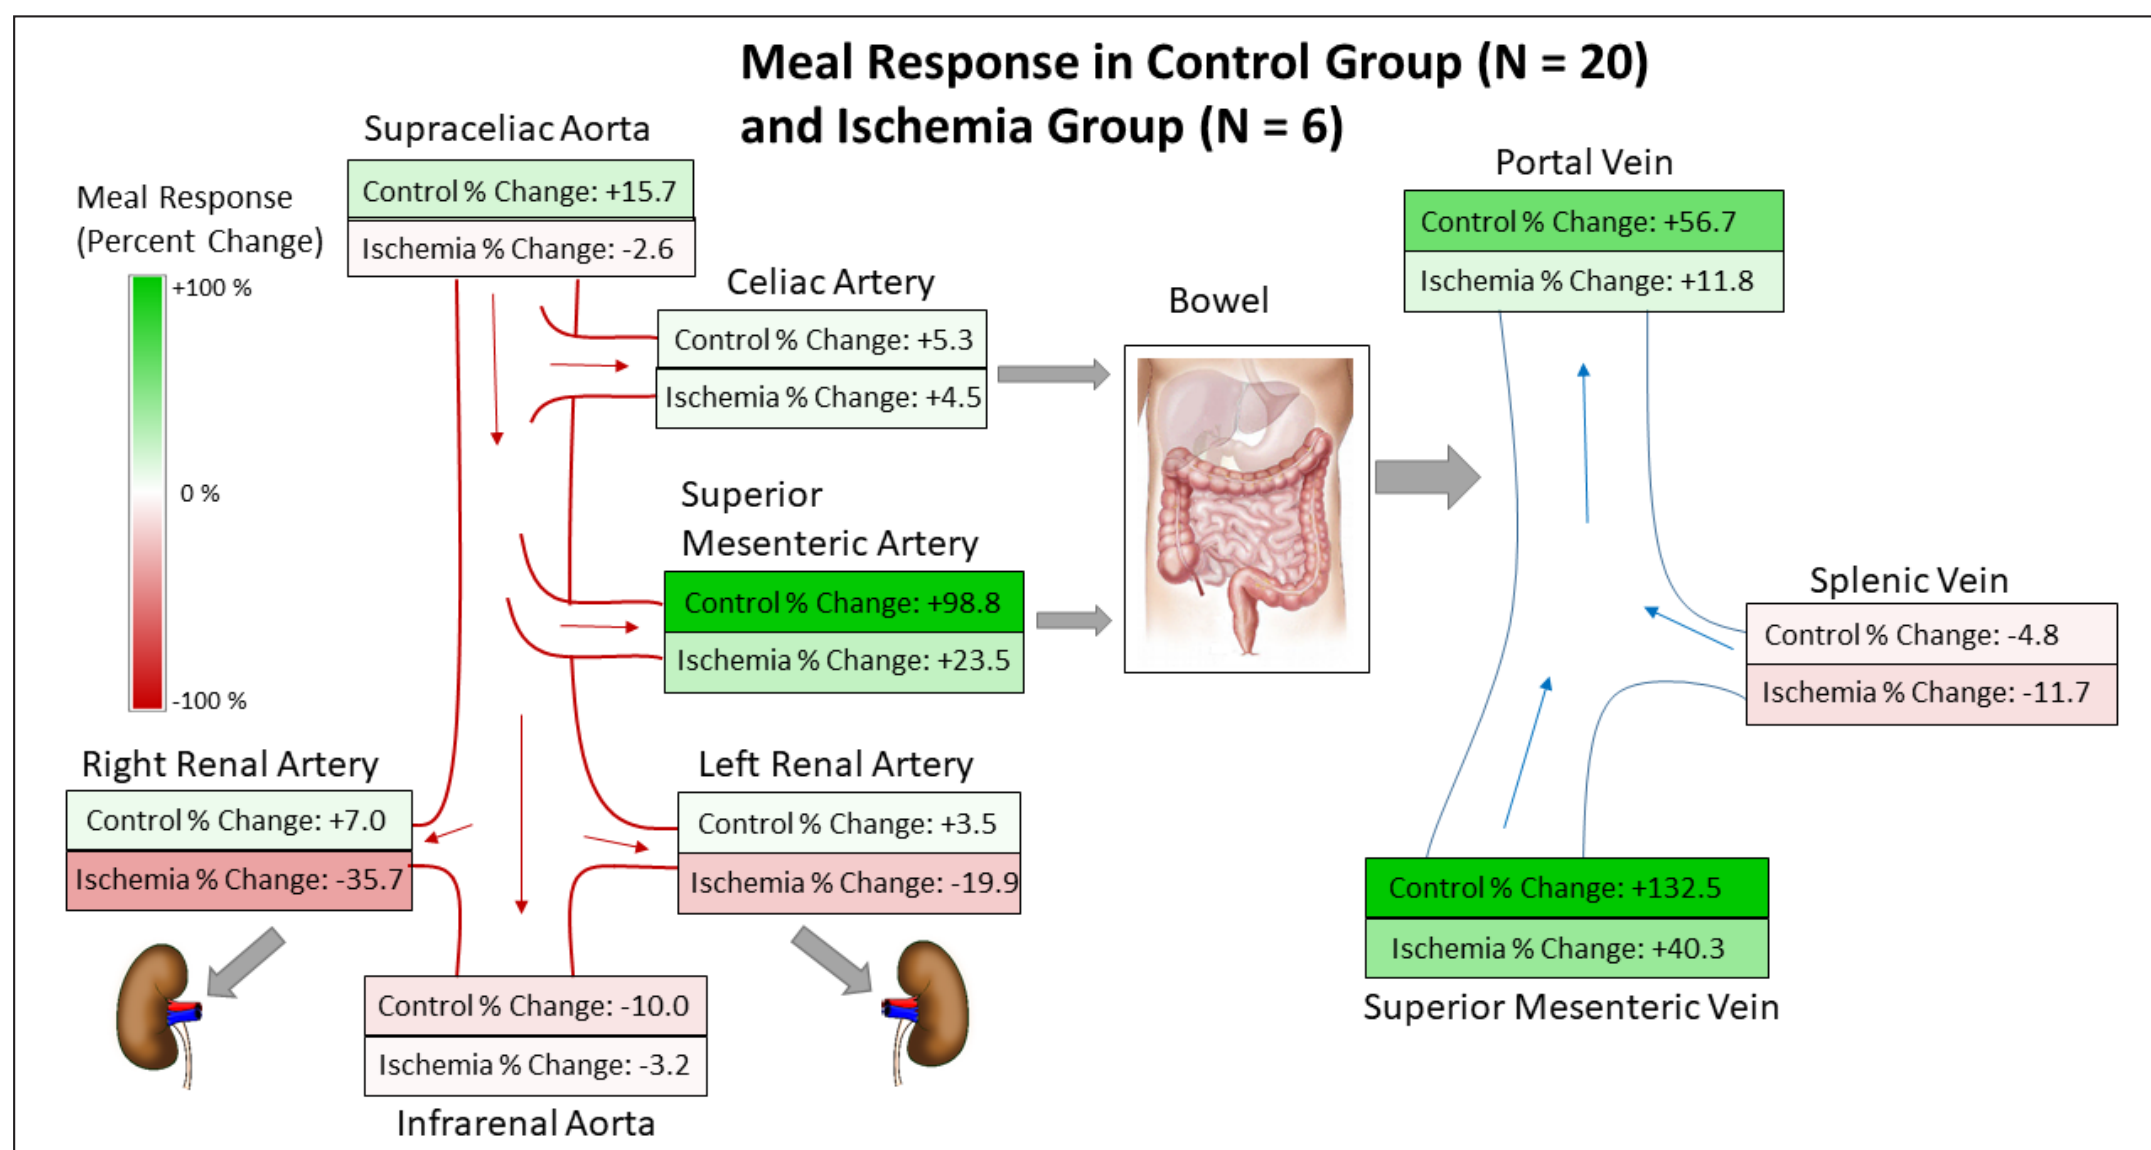 Meal Response in Control Group (N = 20)
and Ischemia Group (N = 6)
Supraceliac Aorta
Control % Change: +15.7
Ischemia % Change: -2.6
Meal Response
(Percent Change)
+100 %
0 %
-100 %
Celiac Artery
Control % Change: +5.3
Ischemia % Change: +4.5
Bowel
Portal Vein
Control % Change: +56.7
Ischemia % Change: +11.8
Superior
Mesenteric Artery
Control % Change: +98.8
Ischemia % Change: +23.5
Splenic Vein
Control % Change: -4.8
Ischemia % Change: -11.7
Right Renal Artery
Control % Change: +7.0
Ischemia % Change: -35.7
Left Renal Artery
Control % Change: +3.5
Ischemia % Change: -19.9
Control % Change: +132.5
Ischemia % Change: +40.3
Superior Mesenteric Vein
Control % Change: -10.0
Ischemia % Change: -3.2
Infrarenal Aorta